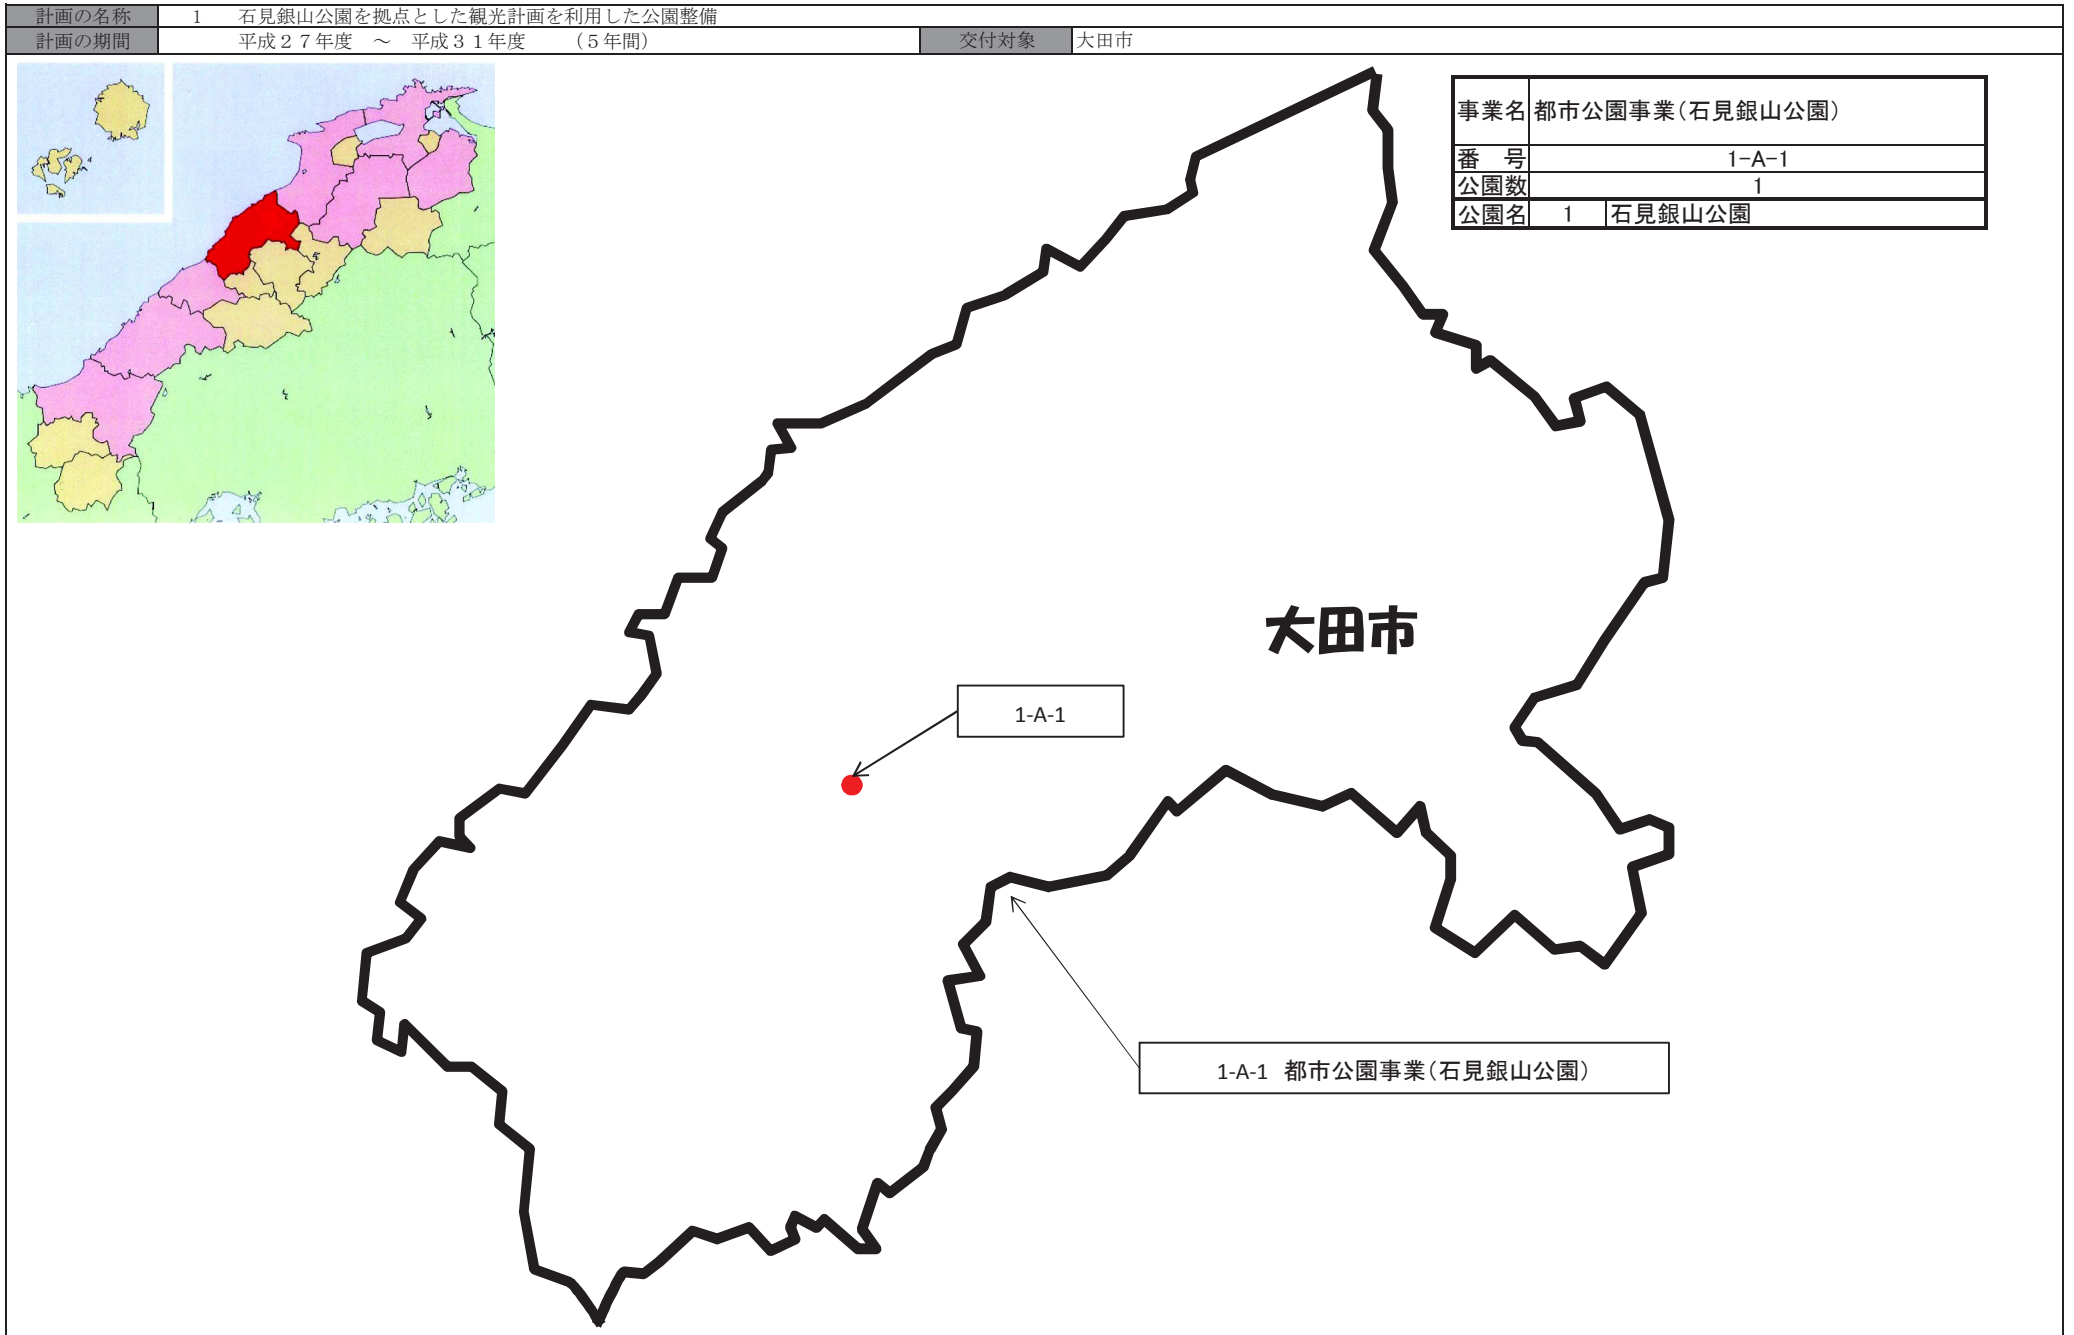 計画の名称 1 石見銀山公園を拠点とした観光計画を利用した公園整備
計画の期間 平成２７年度 ～ 平成３１年度 （５年間） 交付対象 大田市
事業名 都市公園事業（石見銀山公園）
番 号 1-A-1
公園数 1
公園名 1 石見銀山公園
大田市
1-A-1
1-A-1 都市公園事業（石見銀山公園）